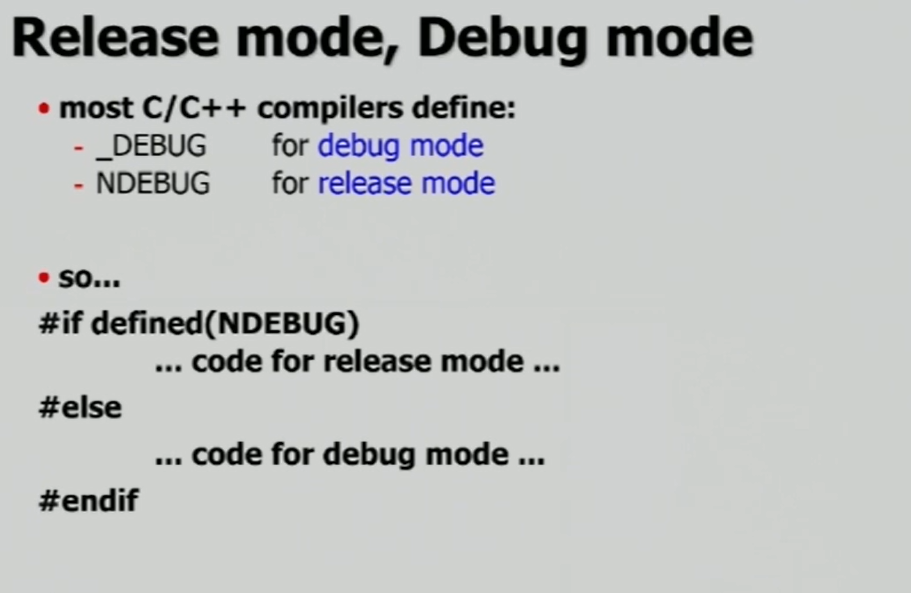 Release mode, Debug mode
• most C/C++ compilers define:
- _DEBUG for debug mode
- NDEBUG for release mode
• so...
#if defined(NDEBUG)
... code for release mode ...
#else
... code for debug mode ...
#endif